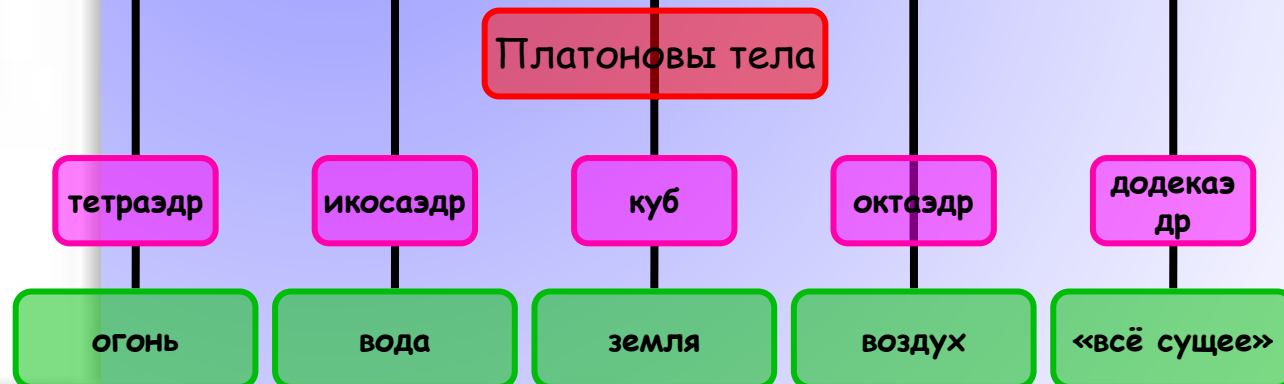 Платоновы тела
тетраэдр
икосаэдр
куб
октаэдр
додекаэ
др
огонь
вода
земля
воздух
«всё сущее»